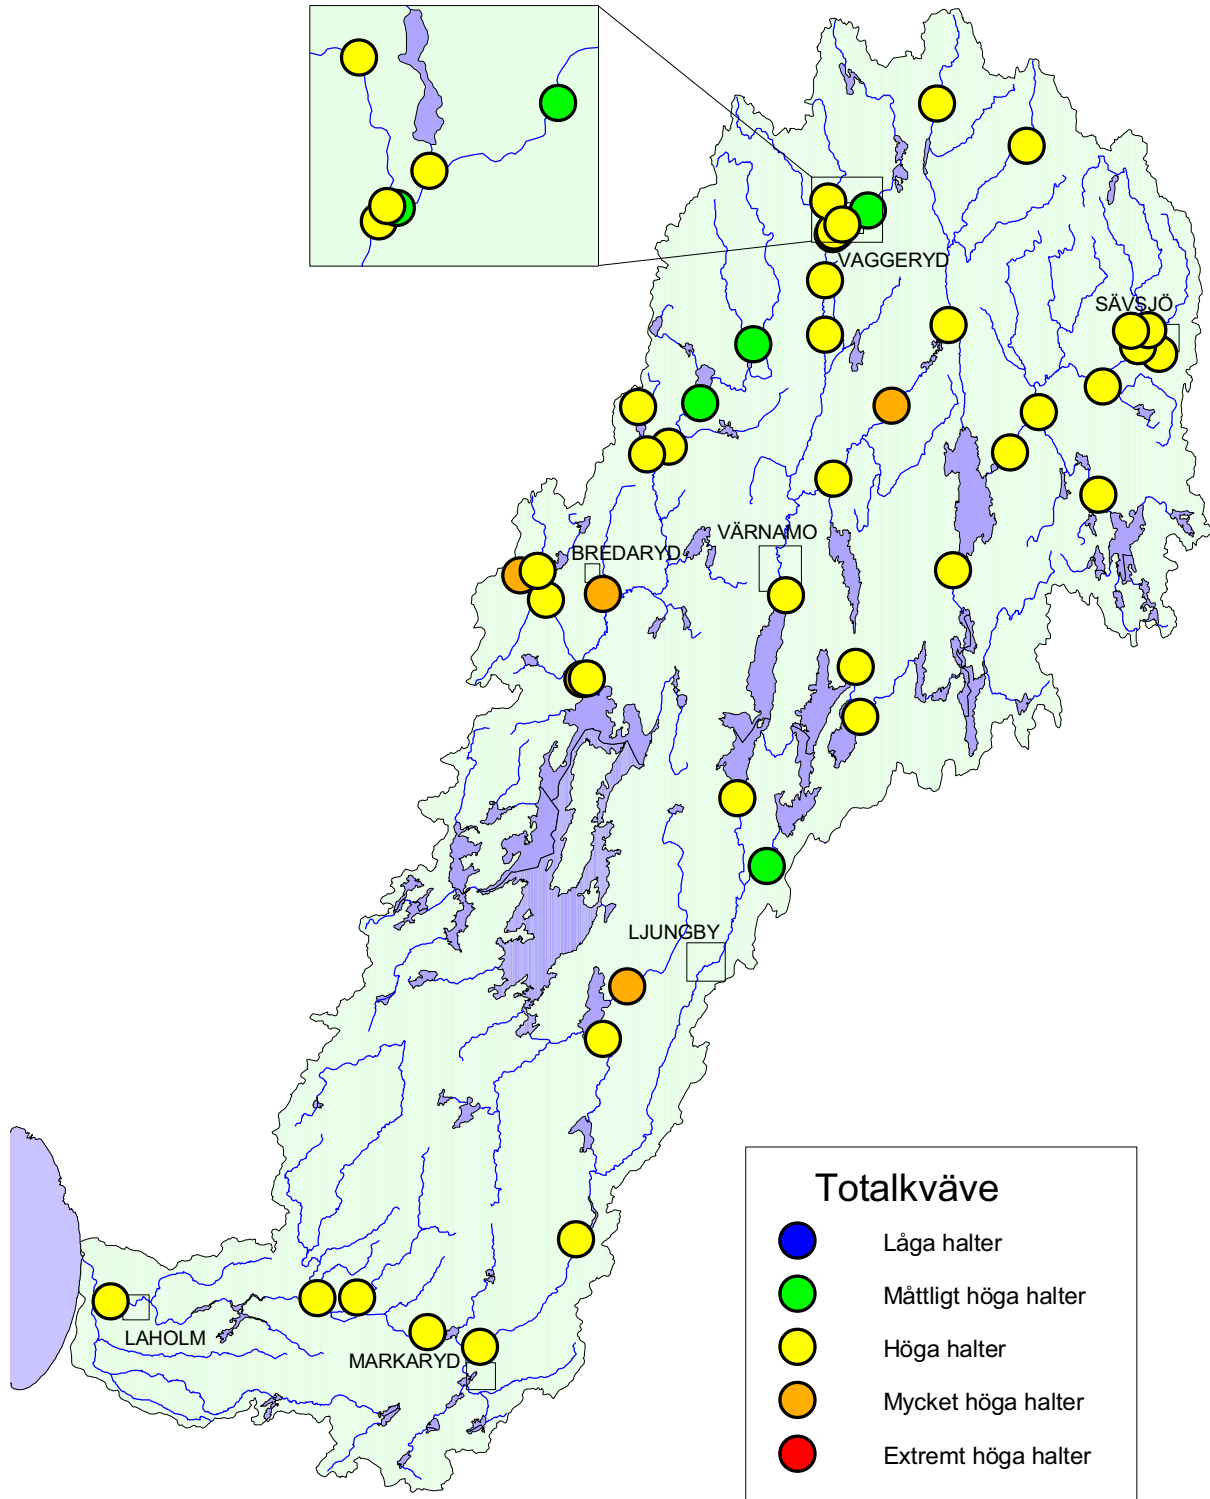 VAGGERYD
SÄVSJÖ
VÄRNAMO
BREDARYD
LJUNGBY
LAHOLM
MARKARYD
Totalkväve
Låga halter
Måttligt höga halter
Höga halter
Mycket höga halter
Extremt höga halter